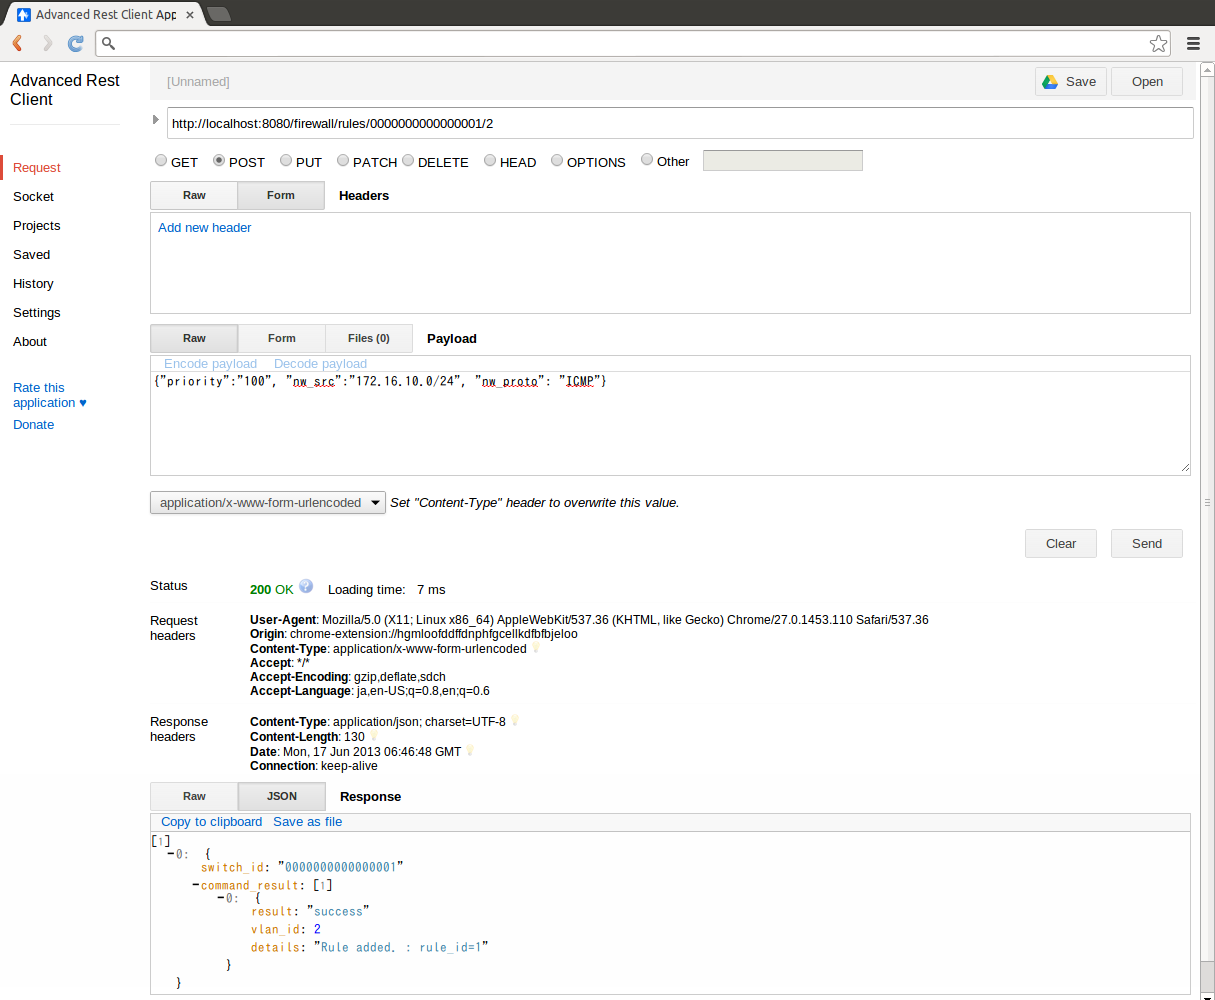 Advanced Rest Client App
Advanced Rest Client
[Unnamed]
Save
Open
http://localhost:8080/firewall/rules/0000000000000001/2
GET POST PUT PATCH DELETE HEAD OPTIONS Other
Request
Socket
Projects
Saved
History
Settings
About
Rate this
application ♥
Donate
Raw Form Headers
Add new header
Raw Form Files (0) Payload
Encode payload Decode payload
{"priority":"100", "nw_src":"172.16.10.0/24", "nw_proto": "ICMP"}
application/x-www-form-urlencoded Set "Content-Type" header to overwrite this value.
Clear Send
Status 200 OK ? Loading time: 7 ms
Request
headers
User-Agent: Mozilla/5.0 (X11; Linux x86_64) AppleWebKit/537.36 (KHTML, like Gecko) Chrome/27.0.1453.110 Safari/537.36
Origin: chrome-extension://hgmloofddffdnphfgcellkdfbfbjeloo
Content-Type: application/x-www-form-urlencoded
Accept: */*
Accept-Encoding: gzip,deflate,sdch
Accept-Language: ja,en-US;q=0.8,en;q=0.6
Response
headers
Content-Type: application/json; charset=UTF-8
Content-Length: 130
Date: Mon, 17 Jun 2013 06:46:48 GMT
Connection: keep-alive
Raw JSON Response
Copy to clipboard Save as file
[1]
-0: {
switch_id: "0000000000000001"
-command_result: [1]
-0: {
result: "success"
vlan_id: 2
details: "Rule added. : rule_id=1"
}
}